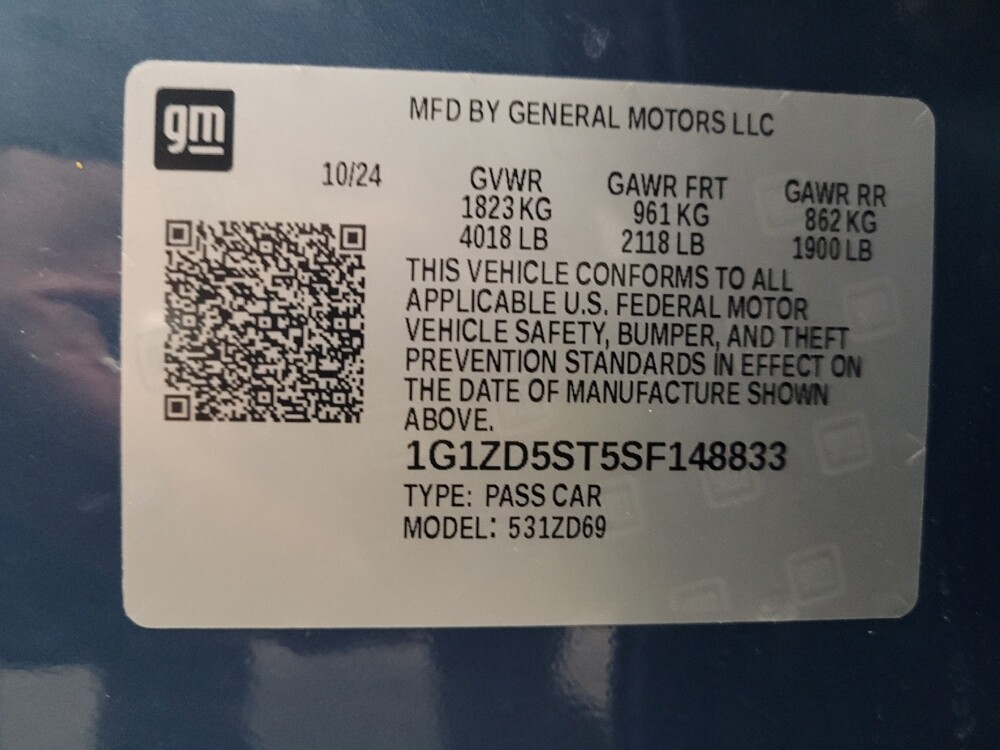 gm
MFD BY GENERAL MOTORS LLC
10/24 GVWR GAWR FRT GAWR RR
1823 KG 961 KG 862 KG
4018 LB 2118 LB 1900 LB
THIS VEHICLE CONFORMS TO ALL
APPLICABLE U.S. FEDERAL MOTOR
VEHICLE SAFETY, BUMPER, AND THEFT
PREVENTION STANDARDS IN EFFECT ON
THE DATE OF MANUFACTURE SHOWN
ABOVE.
1G1ZD5ST5SF148833
TYPE: PASS CAR
MODEL: 531ZD69